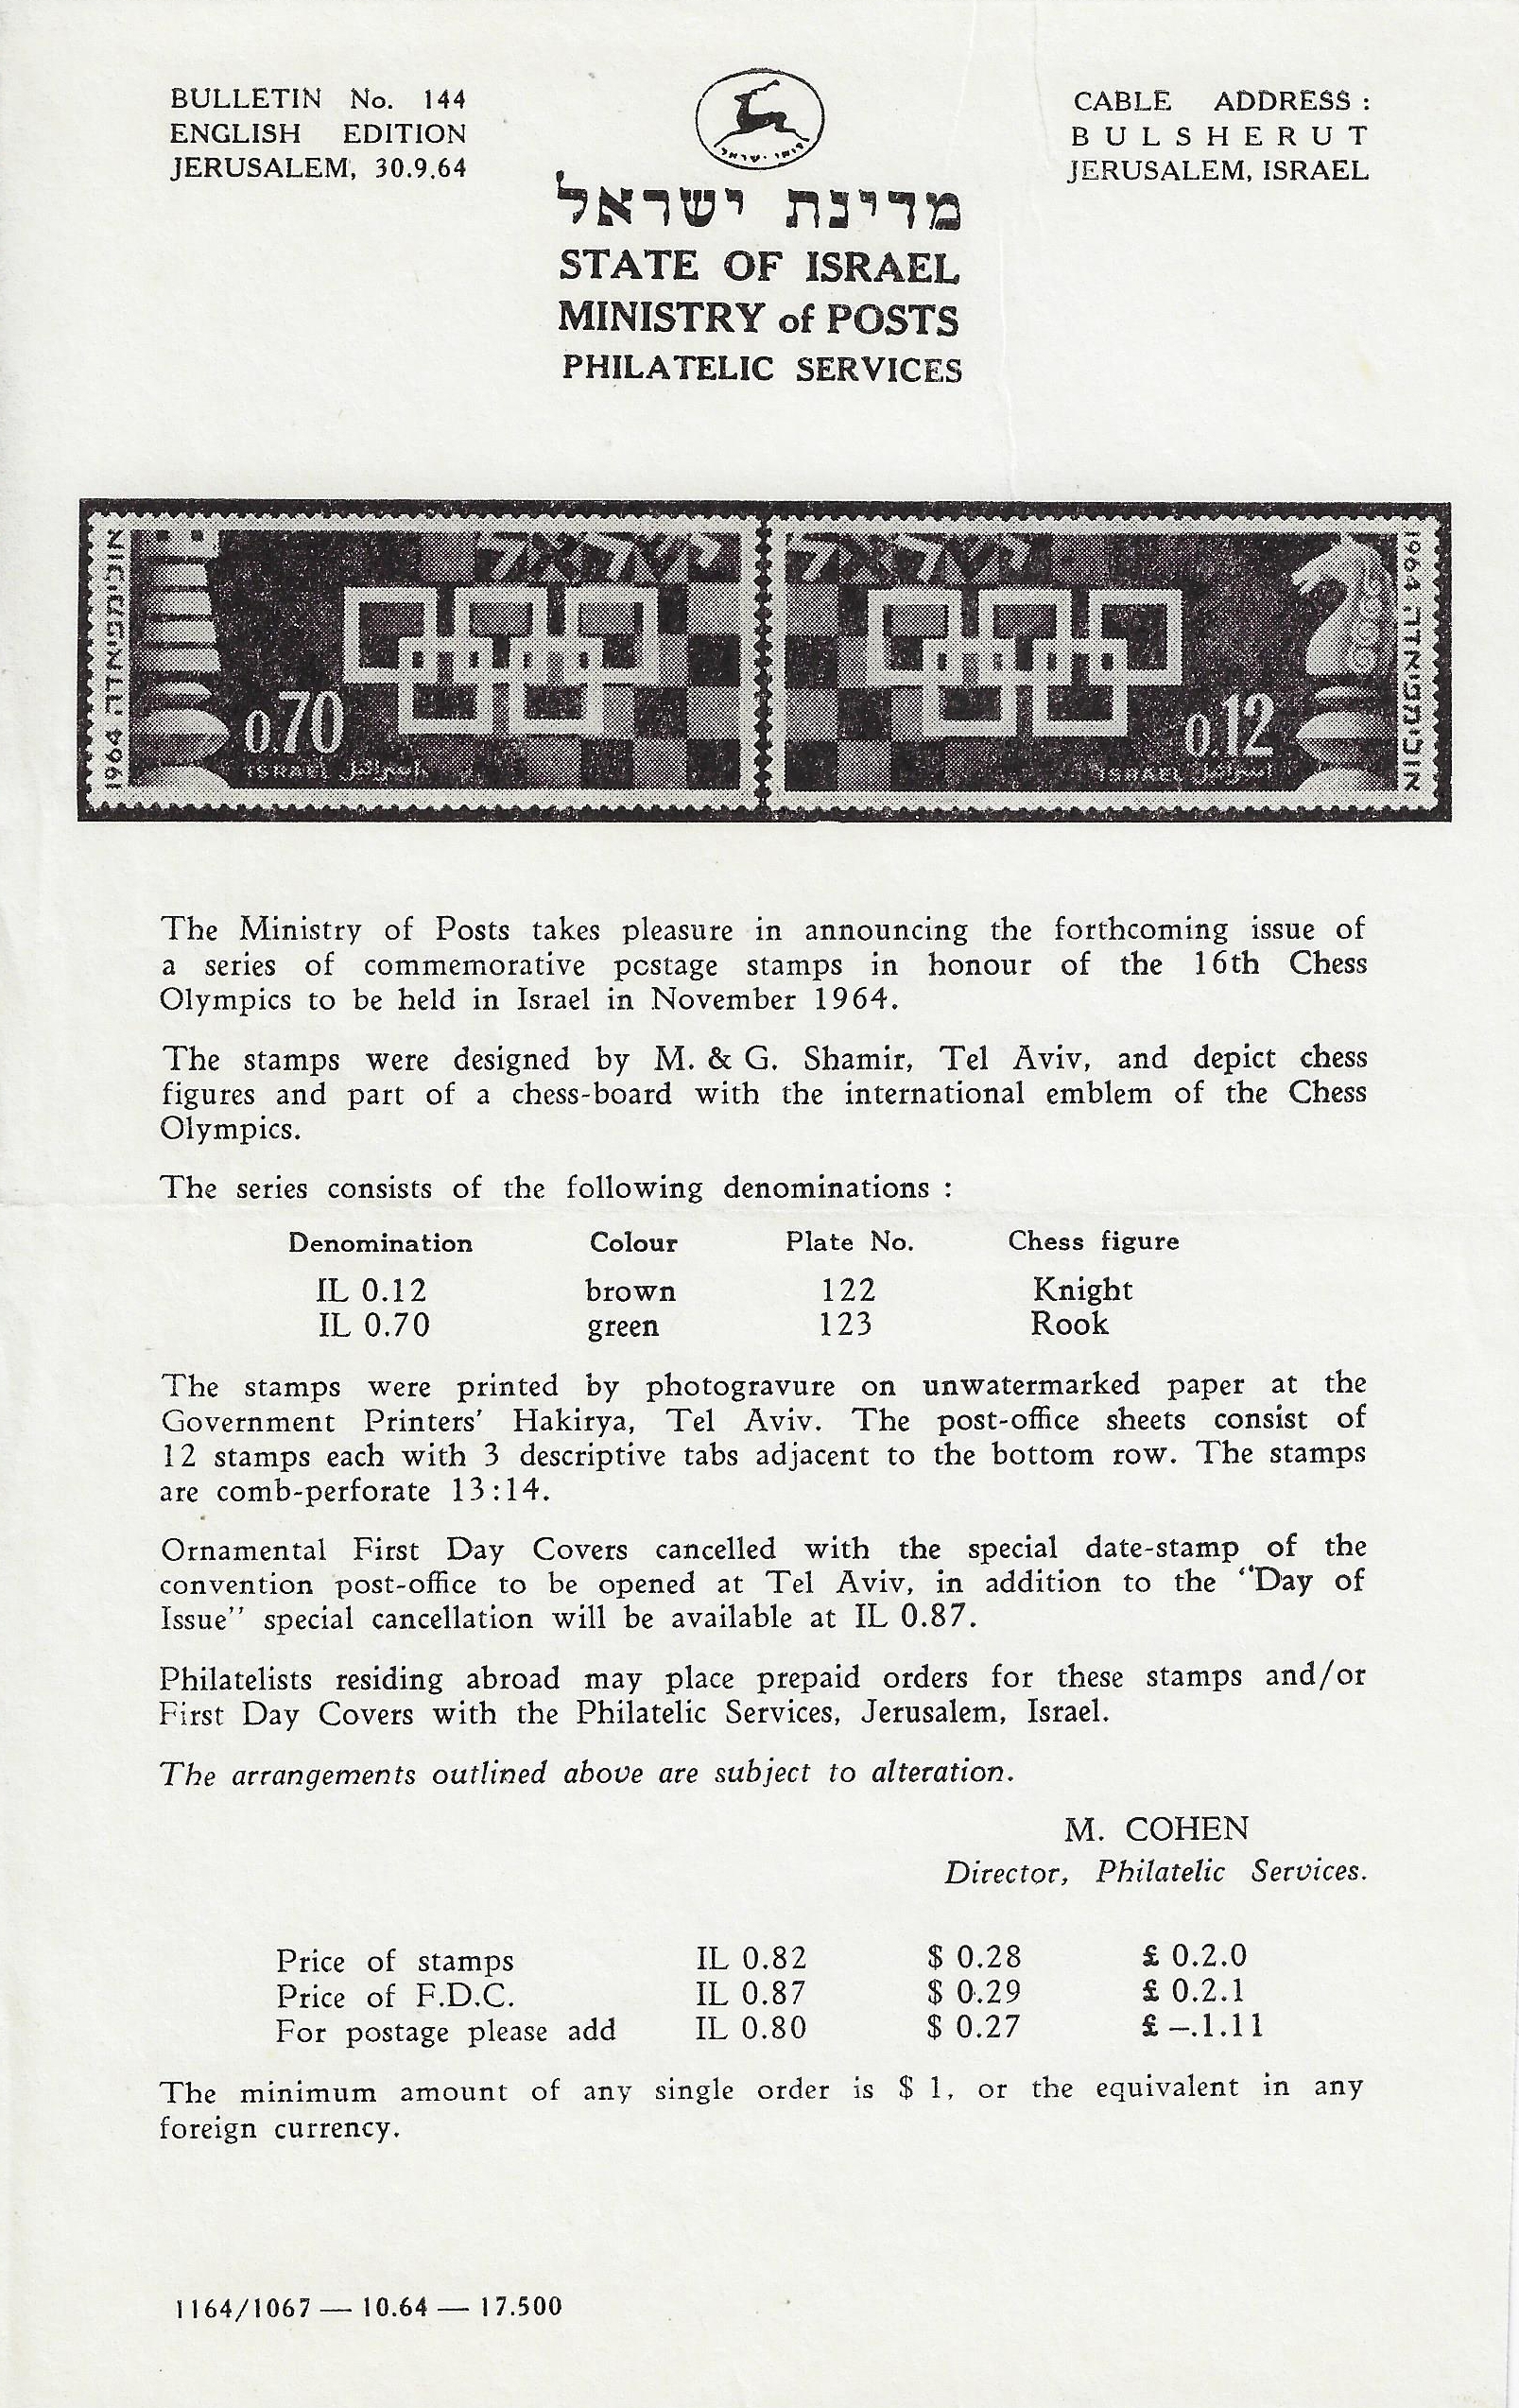 BULLETIN No. 144
ENGLISH EDITION
JERUSALEM, 30.9.64
CABLE ADDRESS :
BULSHERUT
JERUSALEM, ISRAEL
דואר ישראל
מדינת ישראל
STATE OF ISRAEL
MINISTRY of POSTS
PHILATELIC SERVICES
אולימפיאדה 1964
ישראל
0.70
ISRAEL اسرائيل
ישראל
0.12
ISRAEL اسرائيل
אולימפיאדה 1964
The Ministry of Posts takes pleasure in announcing the forthcoming issue of
a series of commemorative postage stamps in honour of the 16th Chess
Olympics to be held in Israel in November 1964.
The stamps were designed by M. & G. Shamir, Tel Aviv, and depict chess
figures and part of a chess-board with the international emblem of the Chess
Olympics.
The series consists of the following denominations :
Denomination Colour Plate No. Chess figure
IL 0.12 brown 122 Knight
IL 0.70 green 123 Rook
The stamps were printed by photogravure on unwatermarked paper at the
Government Printers' Hakirya, Tel Aviv. The post-office sheets consist of
12 stamps each with 3 descriptive tabs adjacent to the bottom row. The stamps
are comb-perforate 13:14.
Ornamental First Day Covers cancelled with the special date-stamp of the
convention post-office to be opened at Tel Aviv, in addition to the "Day of
Issue" special cancellation will be available at IL 0.87.
Philatelists residing abroad may place prepaid orders for these stamps and/or
First Day Covers with the Philatelic Services, Jerusalem, Israel.
The arrangements outlined above are subject to alteration.
M. COHEN
Director, Philatelic Services.
Price of stamps IL 0.82 $ 0.28 £ 0.2.0
Price of F.D.C. IL 0.87 $ 0.29 £ 0.2.1
For postage please add IL 0.80 $ 0.27 £ –.1.11
The minimum amount of any single order is $ 1, or the equivalent in any
foreign currency.
1164/1067 — 10.64 — 17.500